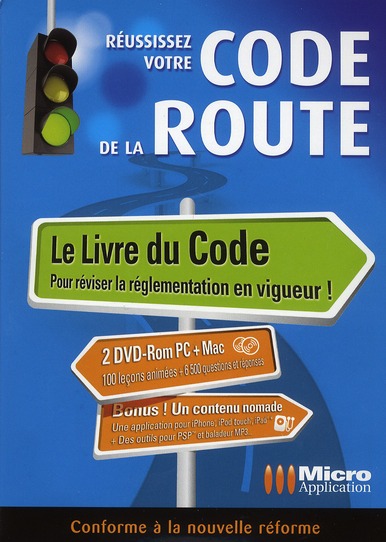 RÉUSSISSEZ VOTRE CODE
DE LA ROUTE
Le Livre du Code
Pour réviser la réglementation en vigueur !
2 DVD-Rom PC + Mac
100 leçons animées + 6 500 questions et réponses
Bonus ! Un contenu nomade
Une application pour iPhone, iPod touch, iPad
+ Des outils pour PSP™ et baladeur MP3...
Micro
Application
Conforme à la nouvelle réforme